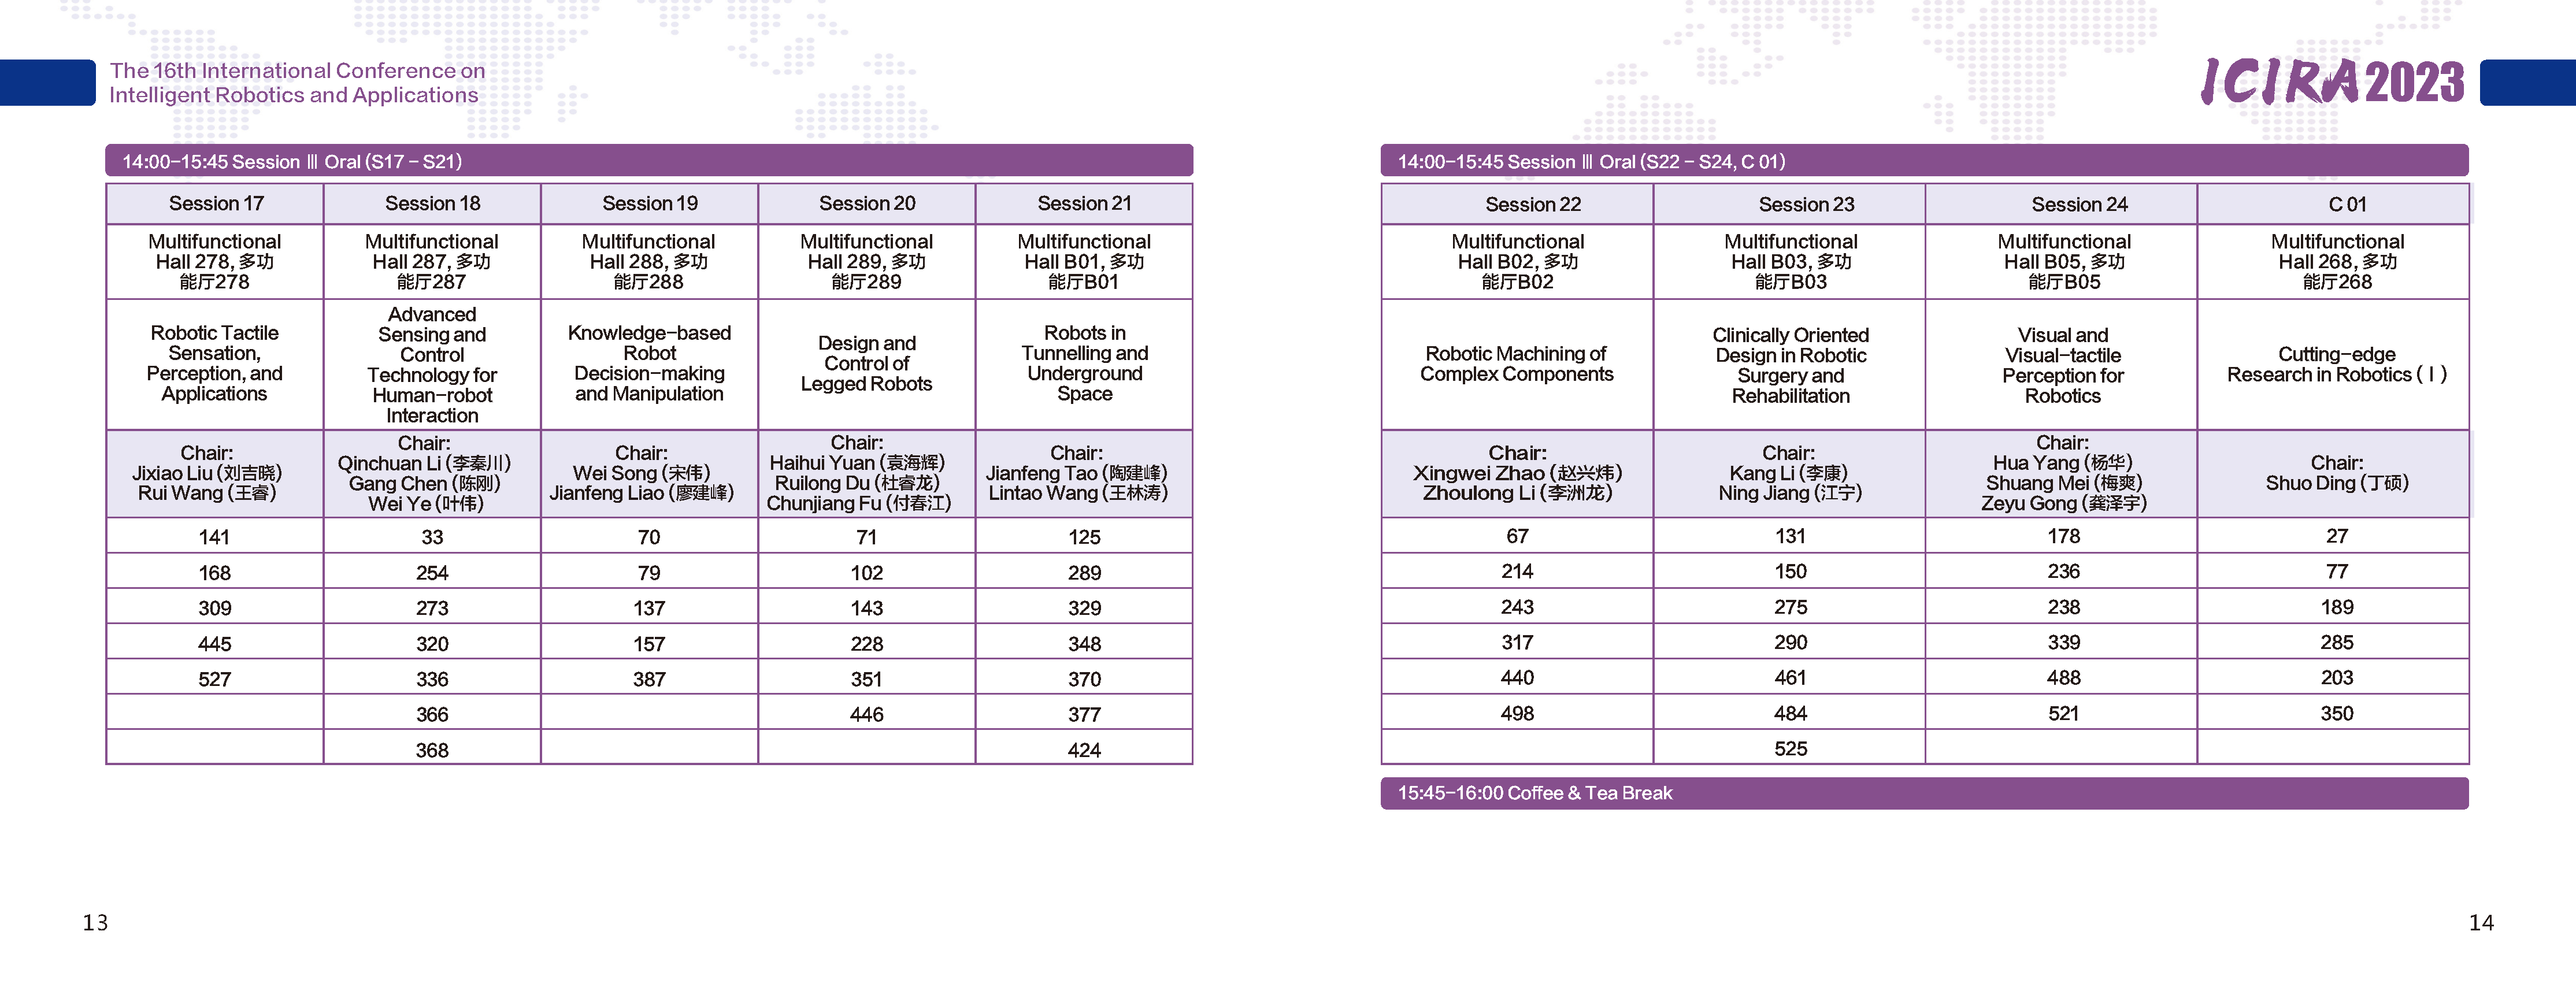 The 16th International Conference on
Intelligent Robotics and Applications
ICIRA2023
14:00-15:45 Session Ⅲ Oral (S17 - S21)
Session 17
Session 18
Session 19
Session 20
Session 21
Multifunctional
Hall 278, 多功
能厅278
Multifunctional
Hall 287, 多功
能厅287
Multifunctional
Hall 288, 多功
能厅288
Multifunctional
Hall 289, 多功
能厅289
Multifunctional
Hall B01, 多功
能厅B01
Robotic Tactile
Sensation,
Perception, and
Applications
Advanced
Sensing and
Control
Technology for
Human-robot
Interaction
Knowledge-based
Robot
Decision-making
and Manipulation
Design and
Control of
Legged Robots
Robots in
Tunnelling and
Underground
Space
Chair:
Jixiao Liu (刘吉晓)
Rui Wang (王睿)
Chair:
Qinchuan Li (李秦川)
Gang Chen (陈刚)
Wei Ye (叶伟)
Chair:
Wei Song (宋伟)
Jianfeng Liao (廖建峰)
Chair:
Haihui Yuan (袁海辉)
Ruilong Du (杜睿龙)
Chunjiang Fu (付春江)
Chair:
Jianfeng Tao (陶建峰)
Lintao Wang (王林涛)
141
33
70
71
125
168
254
79
102
289
309
273
137
143
329
445
320
157
228
348
527
336
387
351
370
366
446
377
368
424
14:00-15:45 Session Ⅲ Oral (S22 - S24, C 01)
Session 22
Session 23
Session 24
C 01
Multifunctional
Hall B02, 多功
能厅B02
Multifunctional
Hall B03, 多功
能厅B03
Multifunctional
Hall B05, 多功
能厅B05
Multifunctional
Hall 268, 多功
能厅268
Robotic Machining of
Complex Components
Clinically Oriented
Design in Robotic
Surgery and
Rehabilitation
Visual and
Visual-tactile
Perception for
Robotics
Cutting-edge
Research in Robotics (Ⅰ)
Chair:
Xingwei Zhao (赵兴炜)
Zhoulong Li (李洲龙)
Chair:
Kang Li (李康)
Ning Jiang (江宁)
Chair:
Hua Yang (杨华)
Shuang Mei (梅爽)
Zeyu Gong (龚泽宇)
Chair:
Shuo Ding (丁硕)
67
131
178
27
214
150
236
77
243
275
238
189
317
290
339
285
440
461
488
203
498
484
521
350
525
15:45-16:00 Coffee & Tea Break
13
14